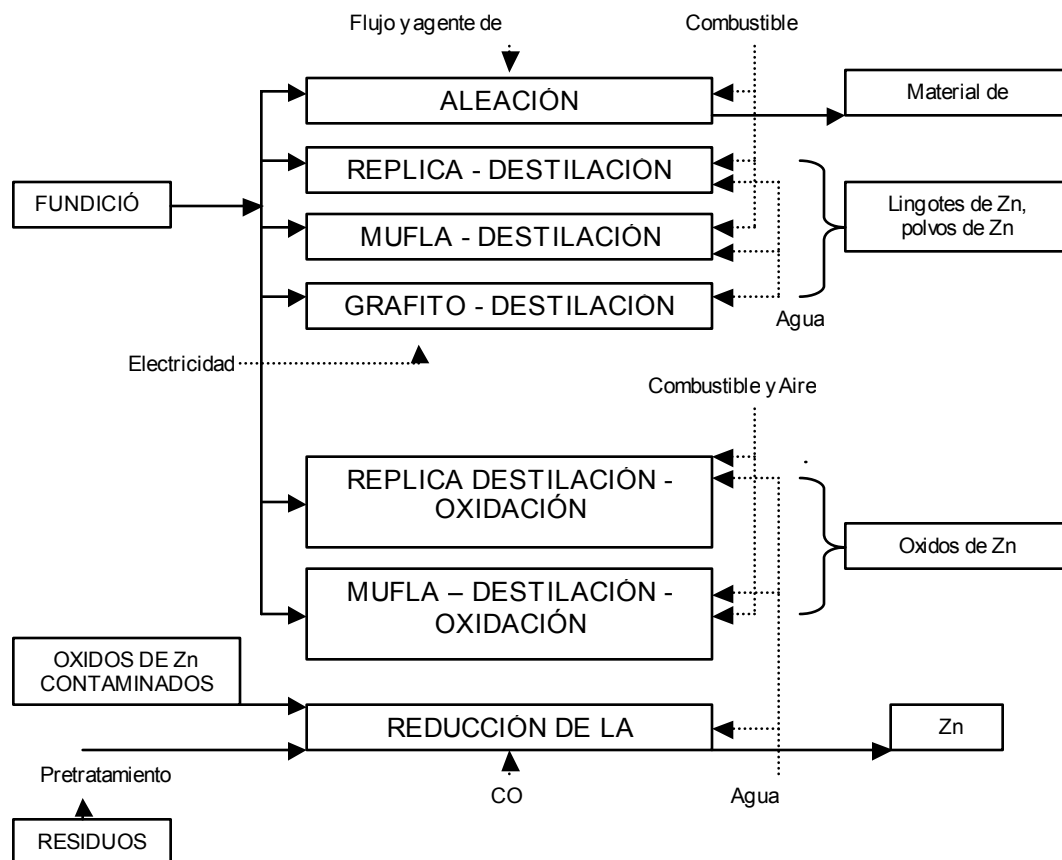 Flujo y agente de
Combustible
ALEACIÓN
Material de
REPLICA - DESTILACIÓN
FUNDICIÓ
Lingotes de Zn,
polvos de Zn
MUFLA - DESTILACIÓN
GRAFITO - DESTILACIÓN
Agua
Electricidad
Combustible y Aire
REPLICA DESTILACIÓN -
OXIDACIÓN
.
Oxidos de Zn
MUFLA – DESTILACIÓN -
OXIDACIÓN
OXIDOS DE Zn
CONTAMINADOS
REDUCCIÓN DE LA
Zn
Pretratamiento
CO
Agua
RESIDUOS